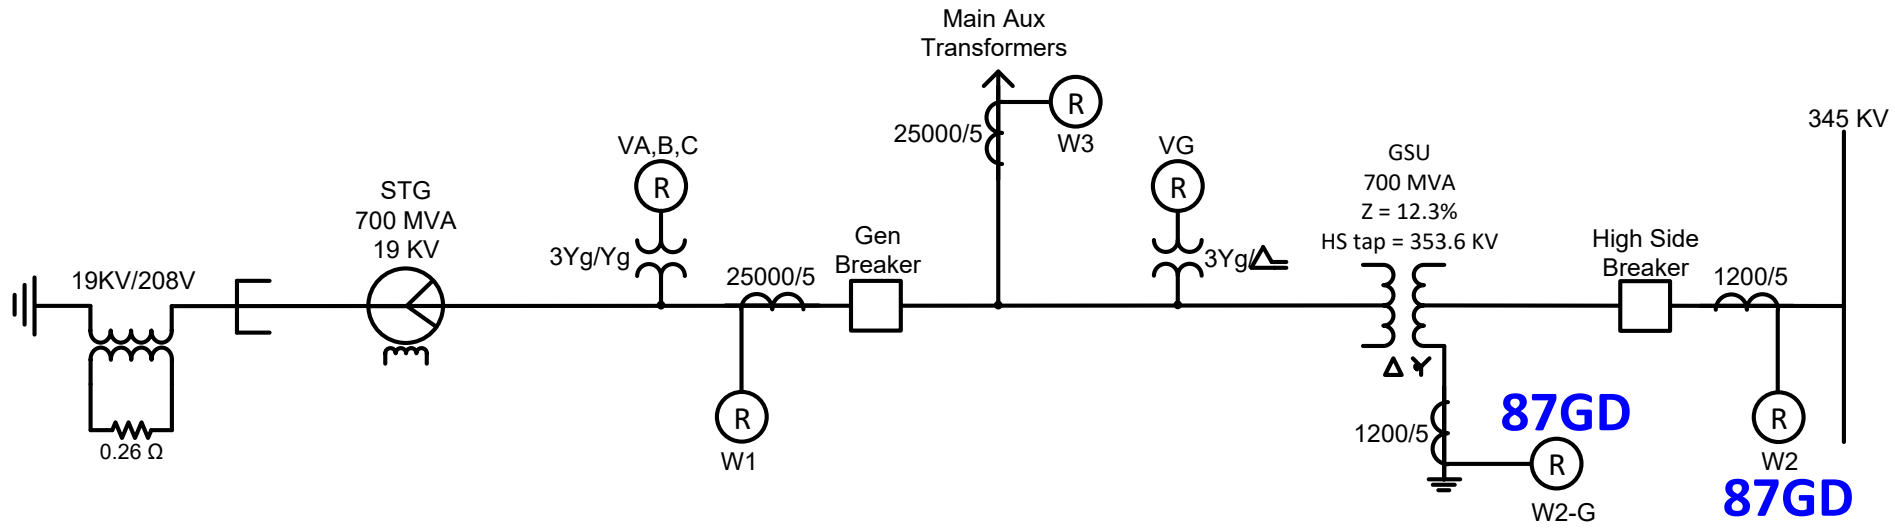 Main Aux
Transformers
R
25000/5
W3
345 KV
VA,B,C
R
VG
R
GSU
700 MVA
Z = 12.3%
HS tap = 353.6 KV
STG
700 MVA
19 KV
3Yg/Yg
Gen
Breaker
3Yg/
High Side
Breaker
19KV/208V
25000/5
1200/5
0.26 Ω
R
W1
1200/5
87GD
R
W2-G
R
W2
87GD